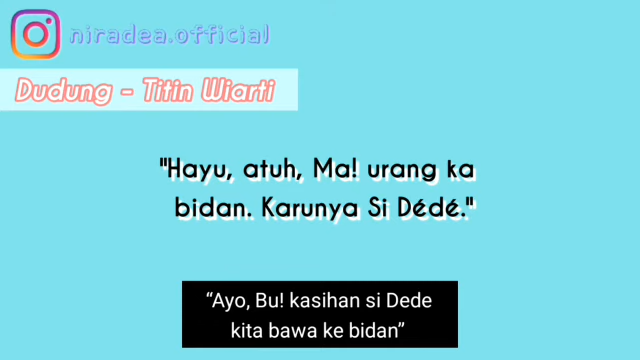 niradea.official
Dudung - Titin Wiarti
"Hayu, atuh, Ma! urang ka
bidan. Karunya Si Dédé."
“Ayo, Bu! kasihan si Dede
kita bawa ke bidan”